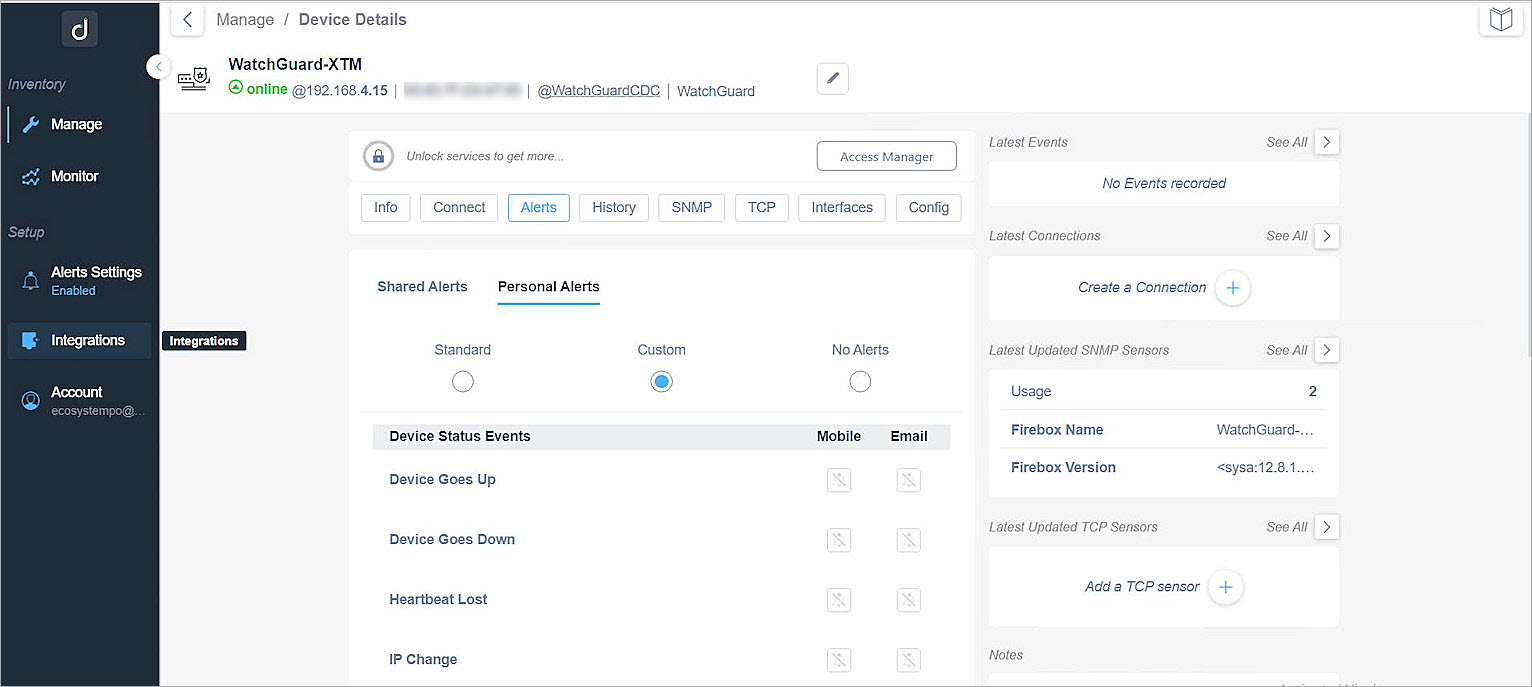 d
Manage / Device Details
WatchGuard-XTM
online @192.168.4.15 | | @WatchGuardCDC | WatchGuard
Inventory
Manage
Monitor
Setup
Alerts Settings
Enabled
Integrations
Integrations
Account
ecosystempo@...
Unlock services to get more...
Access Manager
Info Connect Alerts History SNMP TCP Interfaces Config
Shared Alerts Personal Alerts
Standard Custom No Alerts
Device Status Events Mobile Email
Device Goes Up
Device Goes Down
Heartbeat Lost
IP Change
Latest Events See All
No Events recorded
Latest Connections See All
Create a Connection +
Latest Updated SNMP Sensors See All
Usage 2
Firebox Name WatchGuard-...
Firebox Version <sysa:12.8.1....
Latest Updated TCP Sensors See All
Add a TCP sensor +
Notes